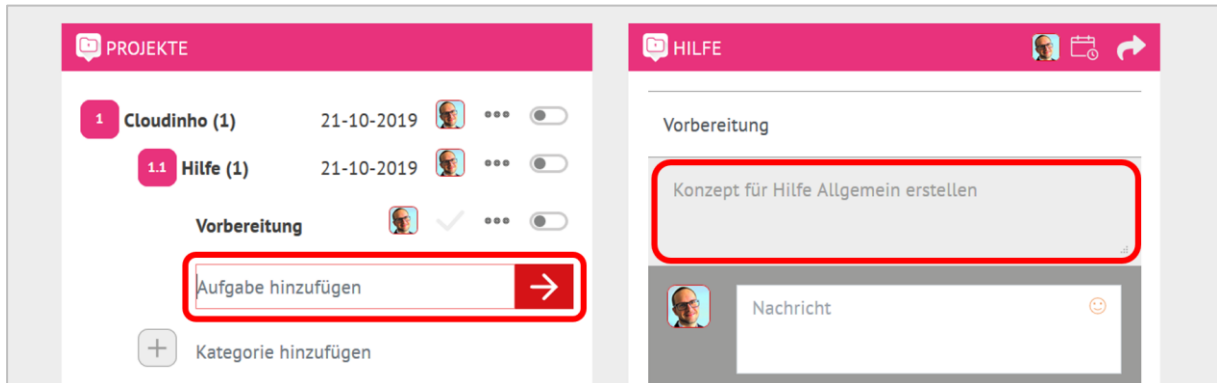 PROJEKTE
1 Cloudinho (1) 21-10-2019
1.1 Hilfe (1) 21-10-2019
Vorbereitung
Aufgabe hinzufügen
Kategorie hinzufügen
HILFE
Vorbereitung
Konzept für Hilfe Allgemein erstellen
Nachricht